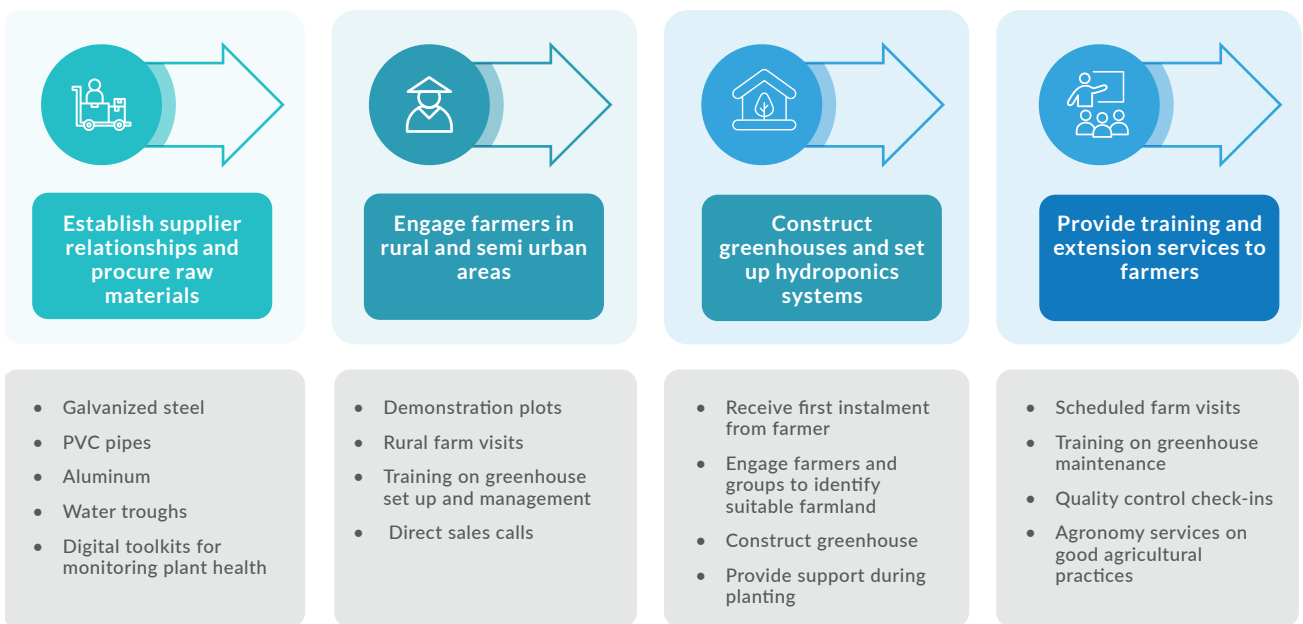 Establish supplier
relationships and
procure raw
materials
Engage farmers in
rural and semi urban
areas
Construct
greenhouses and set
up hydroponics
systems
Provide training and
extension services to
farmers
• Galvanized steel
• PVC pipes
• Aluminum
• Water troughs
• Digital toolkits for
monitoring plant health
• Demonstration plots
• Rural farm visits
• Training on greenhouse
set up and management
• Direct sales calls
• Receive first instalment
from farmer
• Engage farmers and
groups to identify
suitable farmland
• Construct greenhouse
• Provide support during
planting
• Scheduled farm visits
• Training on greenhouse
maintenance
• Quality control check-ins
• Agronomy services on
good agricultural
practices